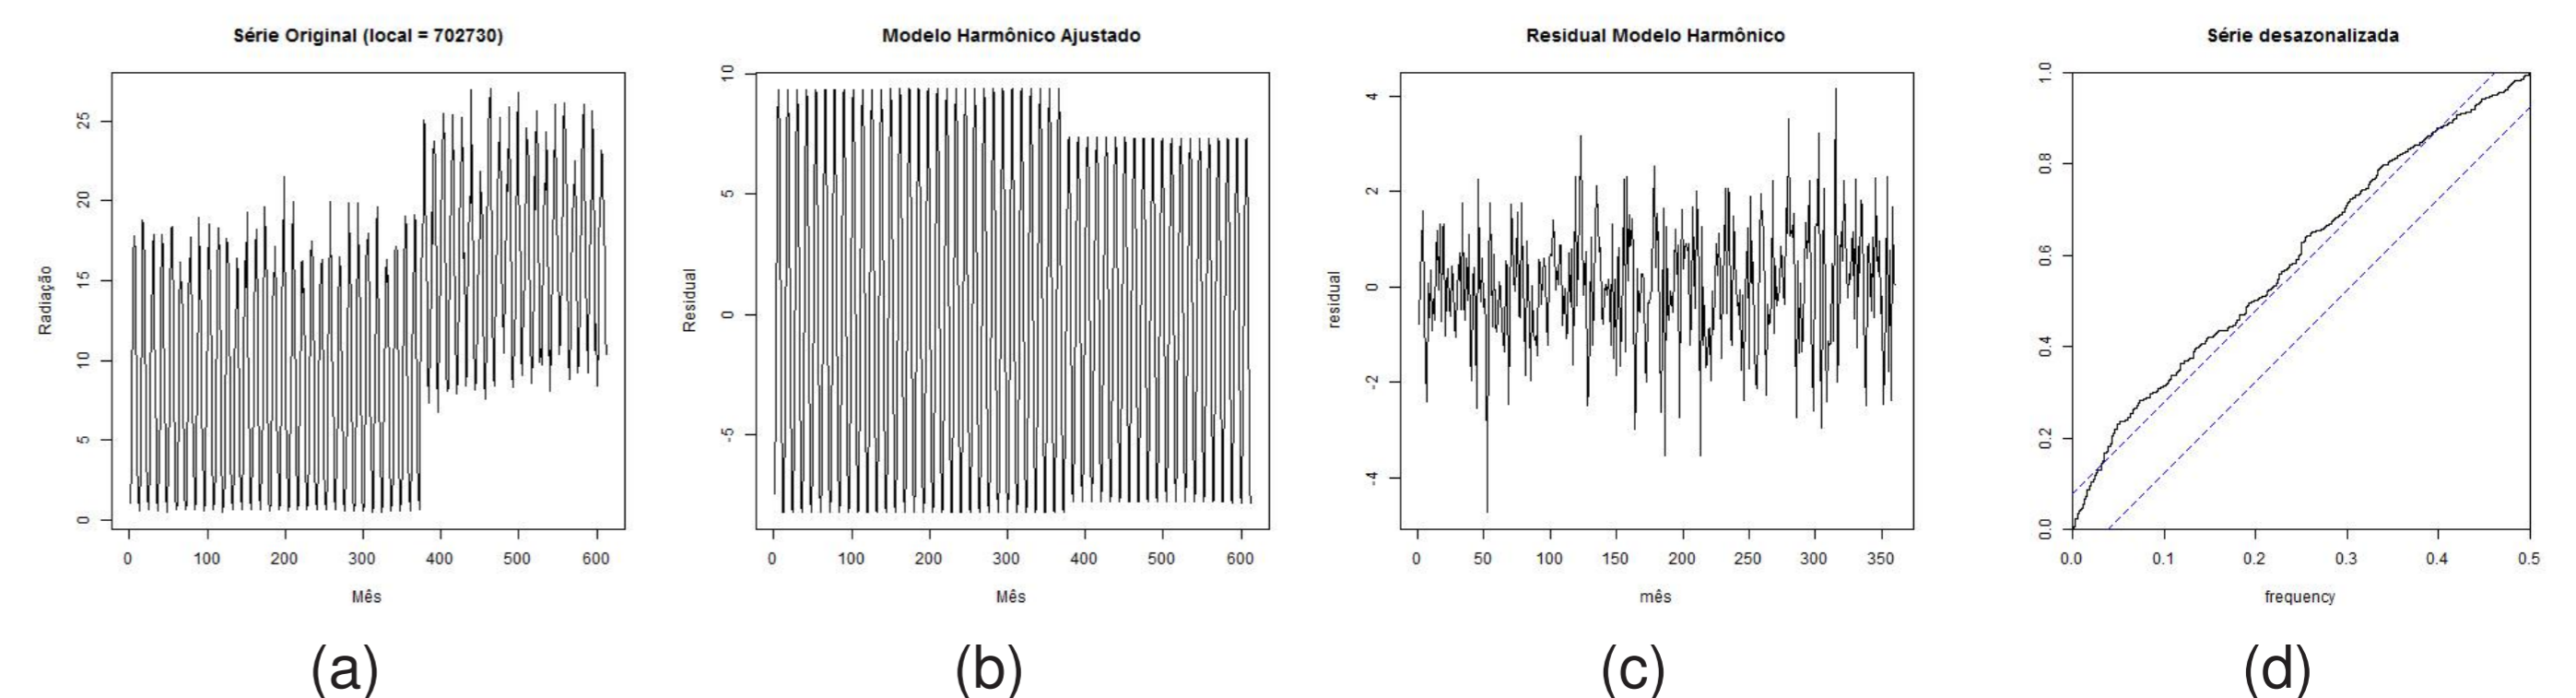 Série Original (local = 702730)
Radiação
25
20
15
10
5
0
0 100 200 300 400 500 600
Mês
(a)
Modelo Harmônico Ajustado
Residual
10
5
0
-5
0 100 200 300 400 500 600
Mês
(b)
Residual Modelo Harmônico
residual
4
2
0
-2
-4
0 50 100 150 200 250 300 350
mês
(c)
Série desazonalizada
1.0
0.8
0.6
0.4
0.2
0.0
0.0 0.1 0.2 0.3 0.4 0.5
frequency
(d)